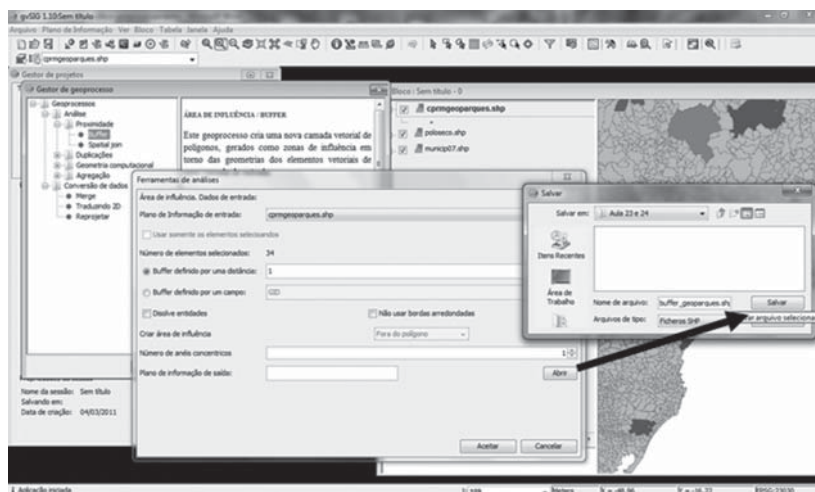 gvSIG 1.10:Sem título
Arquivo Plano de Informação Ver Bloco Tabela Janela Ajuda
cprmgeoparques.shp
Gestor de projetos
Gestor de geoprocesso
Geoprocessos
Análise
Proximidade
Buffer
Spatial join
Duplicações
Geometria computacional
Agregação
Conversão de dados
Merge
Traduzindo 2D
Reprojetar
ÁREA DE INFLUÊNCIA / BUFFER
Este geoprocesso cria uma nova camada vetorial de
polígonos, gerados como zonas de influência em
torno das geometrias dos elementos vetoriais de
Bloco : Sem título - 0
cprmgeoparques.shp
poloseco.shp
municip07.shp
Ferramentas de análises
Área de influência. Dados de entrada:
Plano de Informação de entrada: cprmgeoparques.shp
Usar somente os elementos selecionandos
Número de elementos selecionados: 34
Buffer definido por uma distância: 1
Buffer definido por um campo: GID
Dissolve entidades
Não usar bordas arredondadas
Criar área de influência Fora do polígono
Número de anéis concentricos 1
Plano de informação de saída: Abrir
Aceitar Cancelar
Salvar
Salvar em: Aula 23 e 24
Itens Recentes
Área de
Trabalho
Nome de arquivo: buffer_geoparques.sh Salvar
Arquivos de tipo: Ficheros SHP
ar arquivo seleciona
Nome da sessão: Sem título
Salvando em:
Data de criação: 04/03/2011
Aplicação iniciada
Metros
EPSG:23030